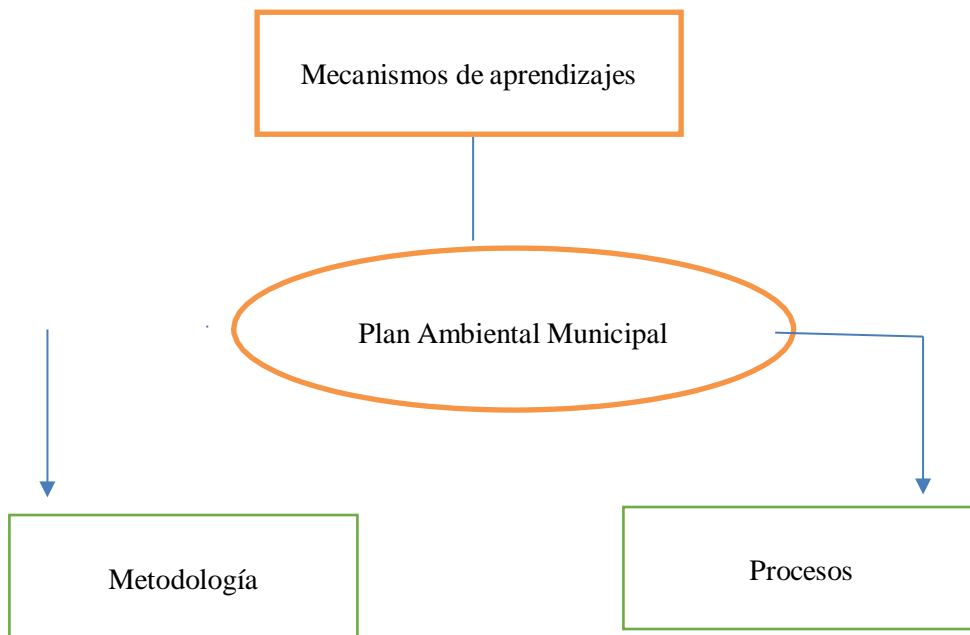 Mecanismos de aprendizajes
Plan Ambiental Municipal
Metodología
Procesos